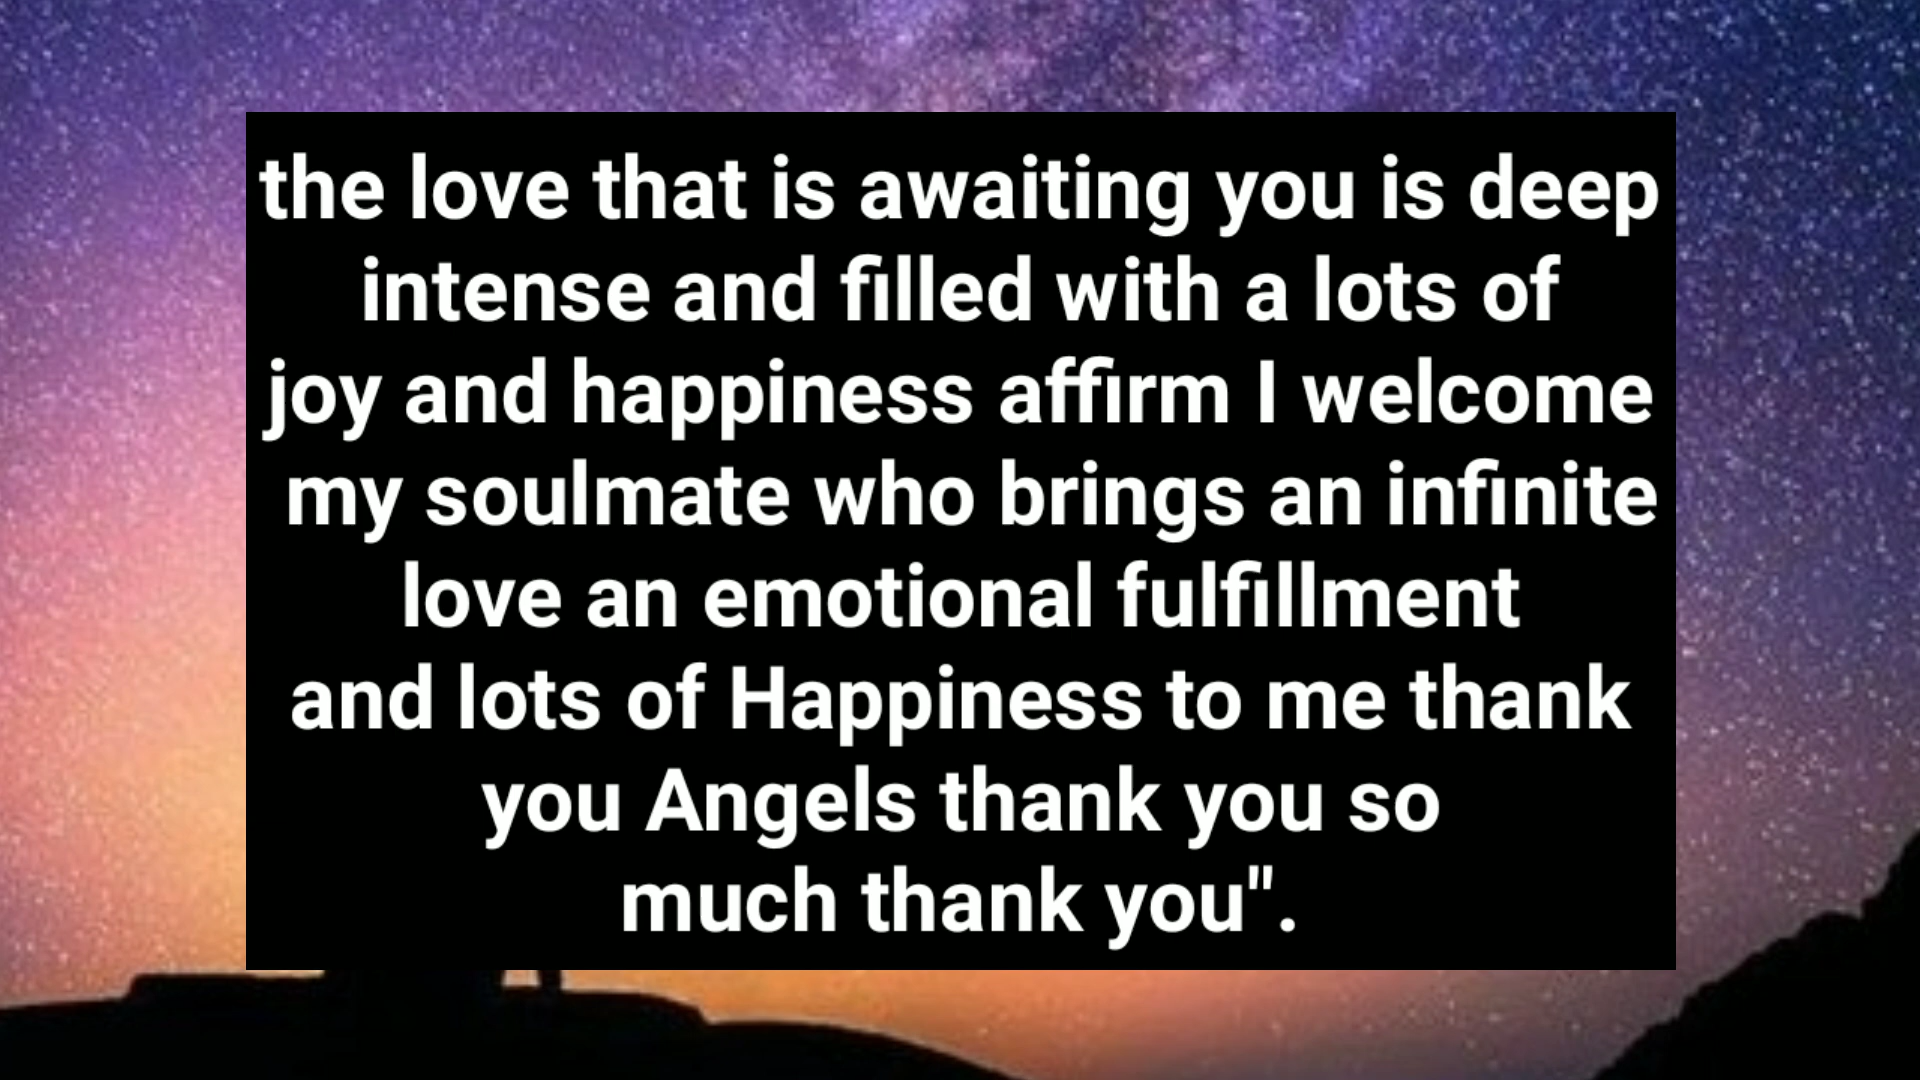 the love that is awaiting you is deep
intense and filled with a lots of
joy and happiness affirm I welcome
my soulmate who brings an infinite
love an emotional fulfillment
and lots of Happiness to me thank
you Angels thank you so
much thank you".